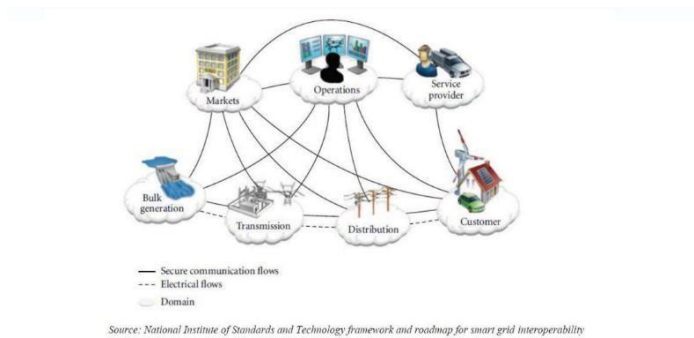 Markets
Operations
Service
provider
Bulk
generation
Transmission
Distribution
Customer
Secure communication flows
Electrical flows
Domain
Source: National Institute of Standards and Technology framework and roadmap for smart grid interoperability